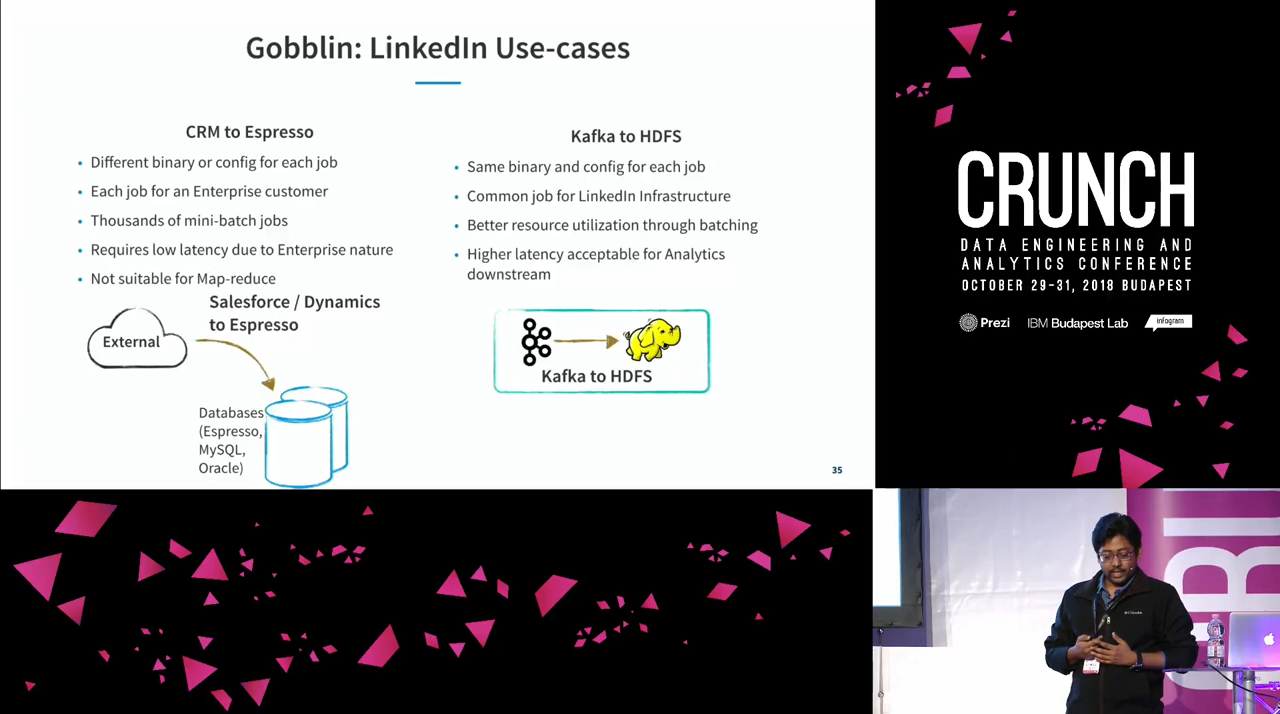 Gobblin: LinkedIn Use-cases
CRM to Espresso
• Different binary or config for each job
• Each job for an Enterprise customer
• Thousands of mini-batch jobs
• Requires low latency due to Enterprise nature
• Not suitable for Map-reduce
Salesforce / Dynamics
to Espresso
External
Databases
(Espresso,
MySQL,
Oracle)
Kafka to HDFS
• Same binary and config for each job
• Common job for LinkedIn Infrastructure
• Better resource utilization through batching
• Higher latency acceptable for Analytics
downstream
Kafka to HDFS
35
CRUNCH
DATA ENGINEERING AND
ANALYTICS CONFERENCE
OCTOBER 29-31, 2018 BUDAPEST
Prezi
IBM Budapest Lab
infogram